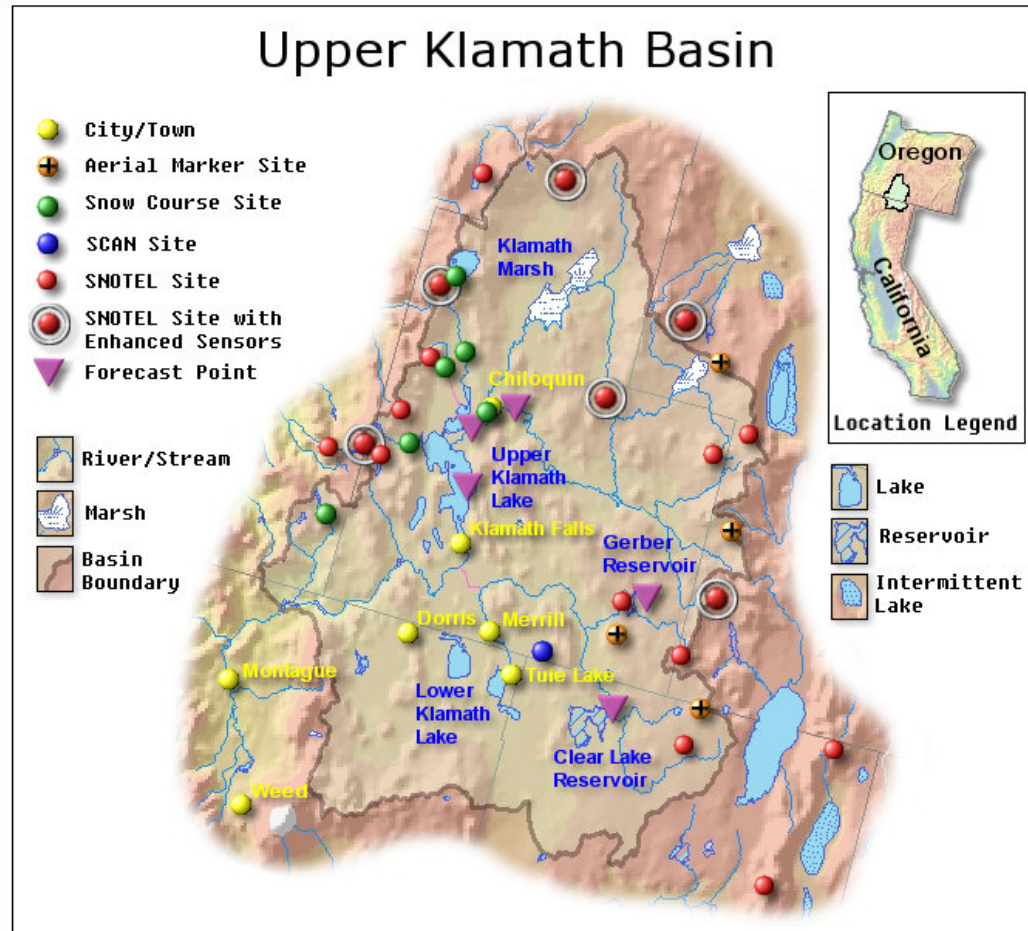 Upper Klamath Basin
City/Town
Aerial Marker Site
Snow Course Site
SCAN Site
SNOTEL Site
SNOTEL Site with
Enhanced Sensors
Forecast Point
River/Stream
Marsh
Basin
Boundary
Klamath
Marsh
Chiloquin
Upper
Klamath
Lake
Klamath Falls
Gerber
Reservoir
Dorris
Merrill
Montague
Tule Lake
Lower
Klamath
Lake
Clear Lake
Reservoir
Weed
Oregon
California
Location Legend
Lake
Reservoir
Intermittent
Lake